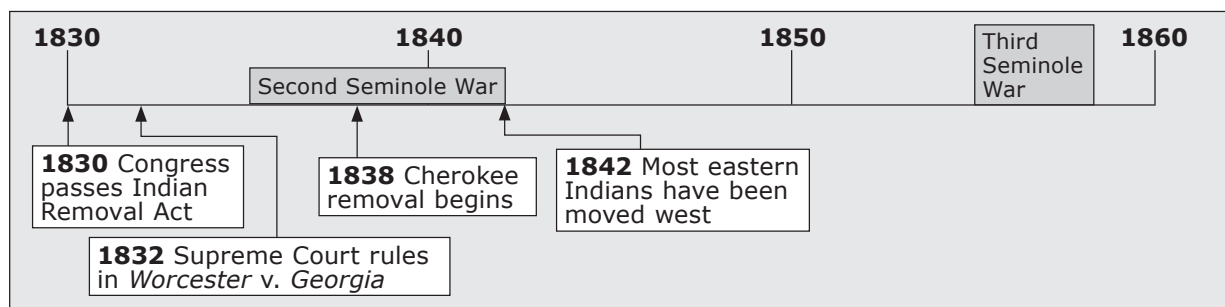 1830
1840
1850
1860
Second Seminole War
Third
Seminole
War
1830 Congress
passes Indian
Removal Act
1832 Supreme Court rules
in Worcester v. Georgia
1838 Cherokee
removal begins
1842 Most eastern
Indians have been
moved west